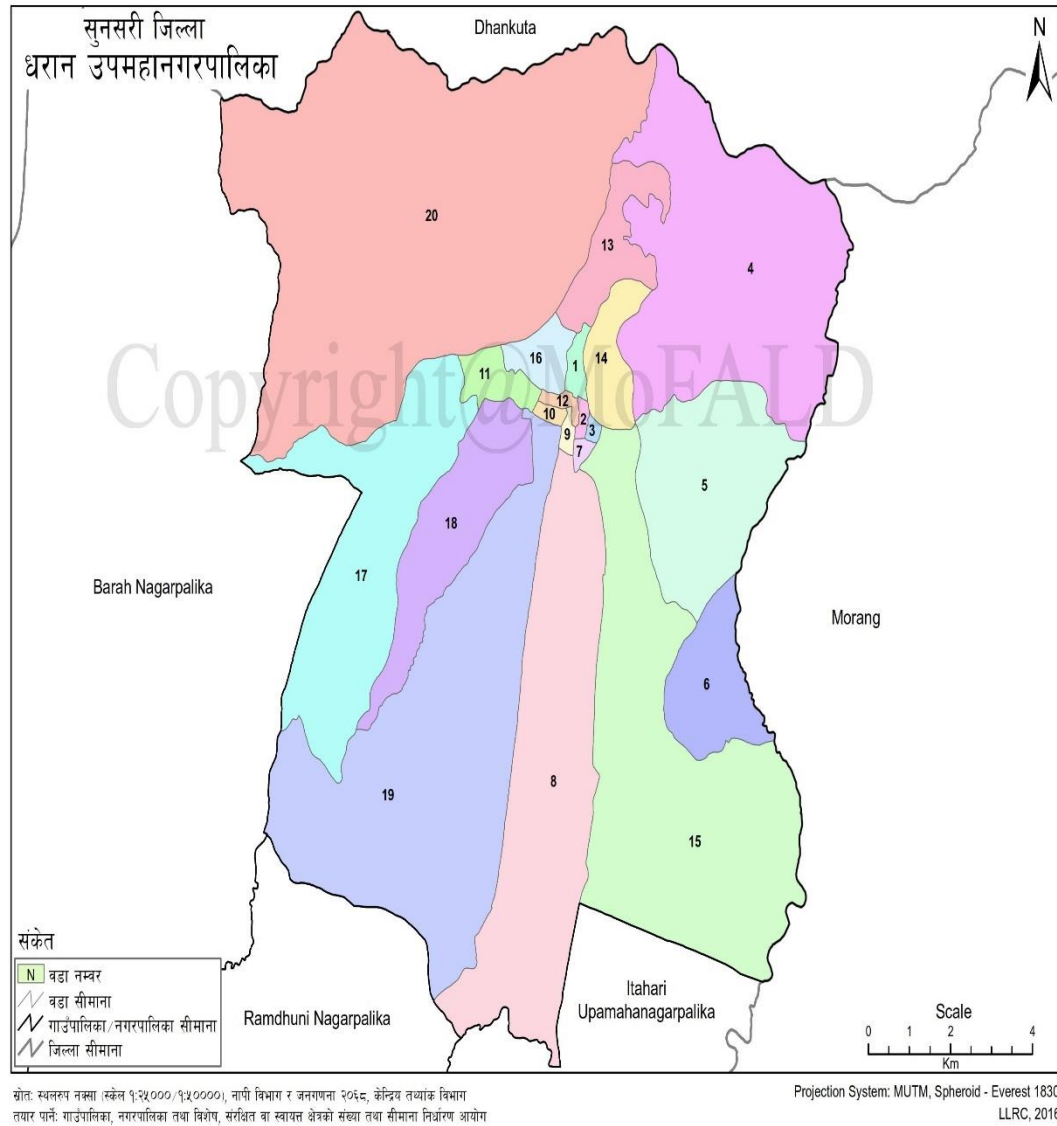 सुनसरी जिल्ला
धरान उपमहानगरपालिका
Dhankuta
N
20
13
4
14
16
1
11
12
10
2
3
9
7
5
18
17
6
8
19
15
Copyright@MoFALD
Barah Nagarpalika
Morang
Ramdhuni Nagarpalika
Itahari
Upamahanagarpalika
संकेत
N वडा नम्वर
वडा सीमाना
गाउँपालिका/नगरपालिका सीमाना
जिल्ला सीमाना
Scale
0 1 2 4
Km
स्रोत: स्थलरुप नक्सा (स्केल १:२५०००/१:५००००), नापी विभाग र जनगणना २०६८, केन्द्रिय तथ्यांक विभाग
तयार पार्ने: गाउँपालिका, नगरपालिका तथा विशेष, संरक्षित वा स्वायत्त क्षेत्रको संख्या तथा सीमाना निर्धारण आयोग
Projection System: MUTM, Spheroid - Everest 1830
LLRC, 2016